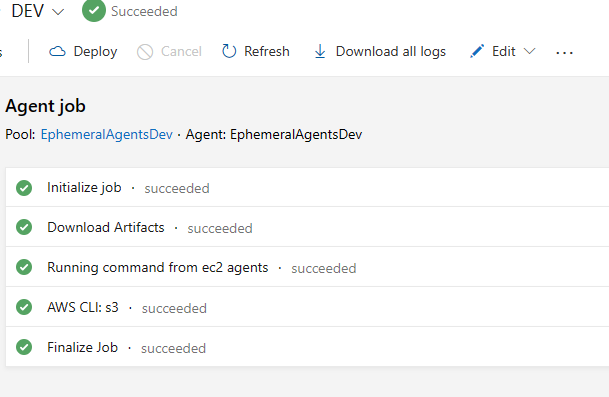 DEV Succeeded
Deploy Cancel Refresh Download all logs Edit ...
Agent job
Pool: EphemeralAgentsDev · Agent: EphemeralAgentsDev
Initialize job · succeeded
Download Artifacts · succeeded
Running command from ec2 agents · succeeded
AWS CLI: s3 · succeeded
Finalize Job · succeeded